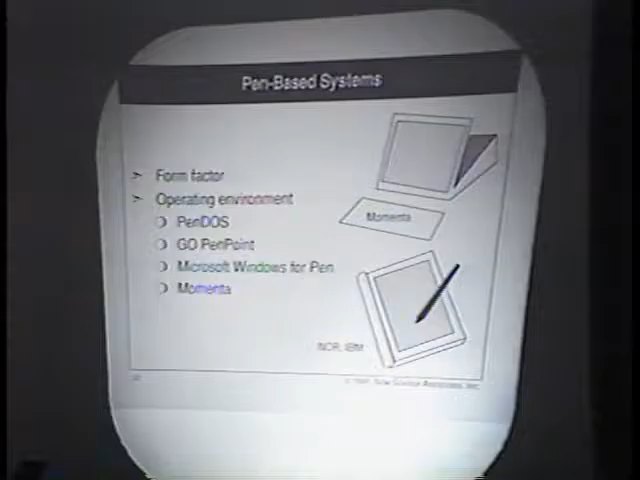 Pen-Based Systems
➢ Form factor
➢ Operating environment
❍ PenDOS
❍ GO PenPoint
❍ Microsoft Windows for Pen
❍ Momenta
Momenta
NCR, IBM